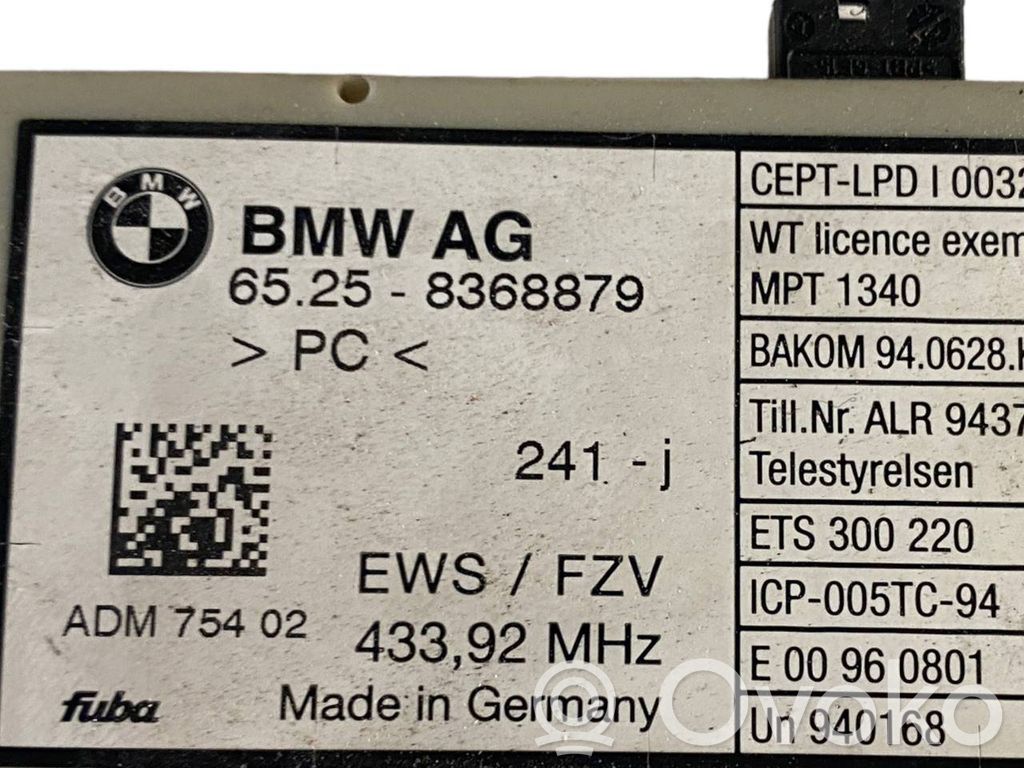 BMW
BMW AG
65.25 - 8368879
> PC <
241 - j
EWS / FZV
ADM 754 02
433,92 MHz
fuba
Made in Germany
CEPT-LPD I 0032
WT licence exem
MPT 1340
BAKOM 94.0628.K
Till.Nr. ALR 9437
Telestyrelsen
ETS 300 220
ICP-005TC-94
E 00 96 0801
Un 940168
Ovoko